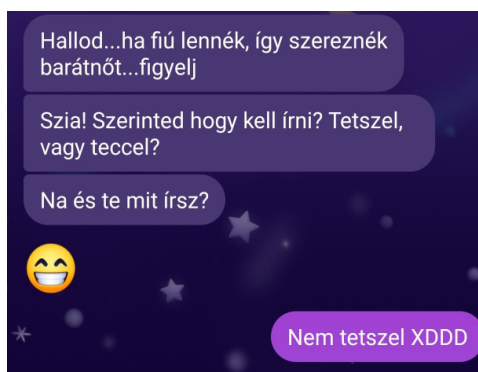 Hallod...ha fiú lennék, így szereznék
barátnőt...figyelj
Szia! Szerinted hogy kell írni? Tetszel,
vagy teccel?
Na és te mit írsz?
😁
Nem tetszel XDDD